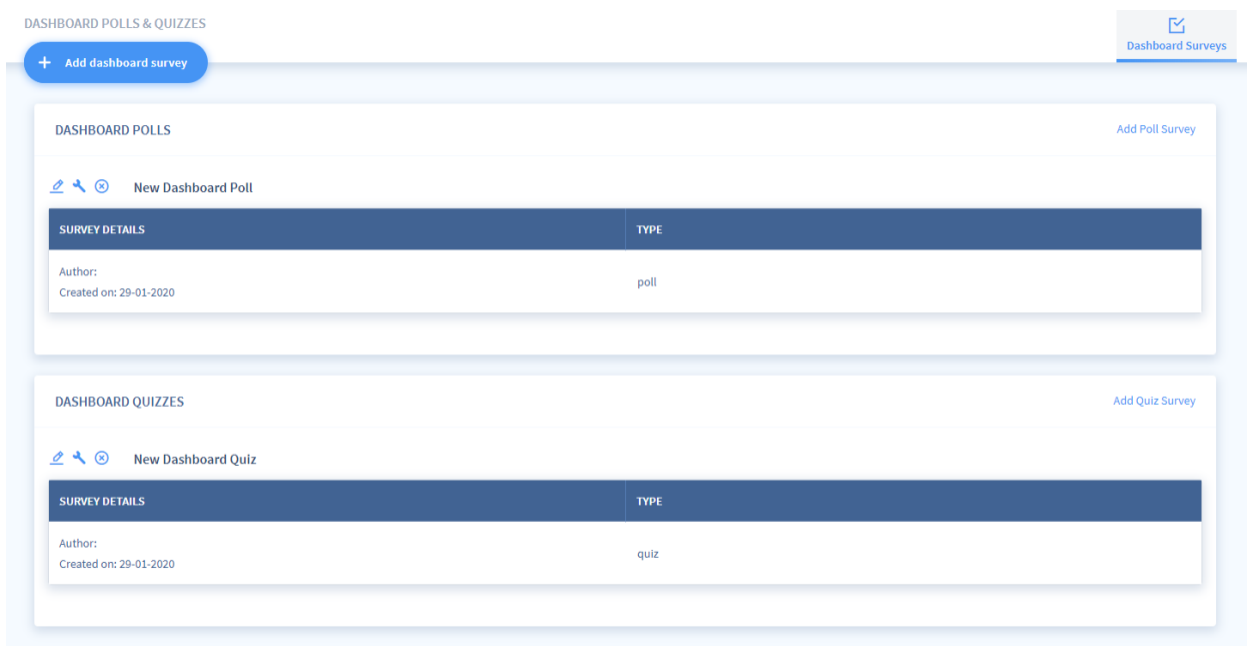 DASHBOARD POLLS & QUIZZES
Dashboard Surveys
Add dashboard survey
DASHBOARD POLLS
Add Poll Survey
New Dashboard Poll
SURVEY DETAILS TYPE
Author:
Created on: 29-01-2020
poll
DASHBOARD QUIZZES
Add Quiz Survey
New Dashboard Quiz
SURVEY DETAILS TYPE
Author:
Created on: 29-01-2020
quiz